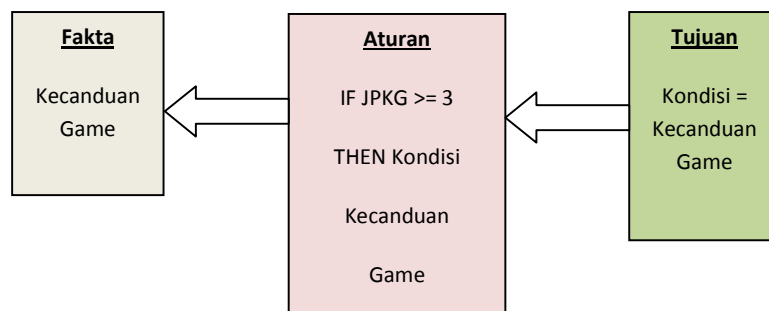 Fakta
Kecanduan
Game
Aturan
IF JPKG >= 3
THEN Kondisi
Kecanduan
Game
Tujuan
Kondisi =
Kecanduan
Game